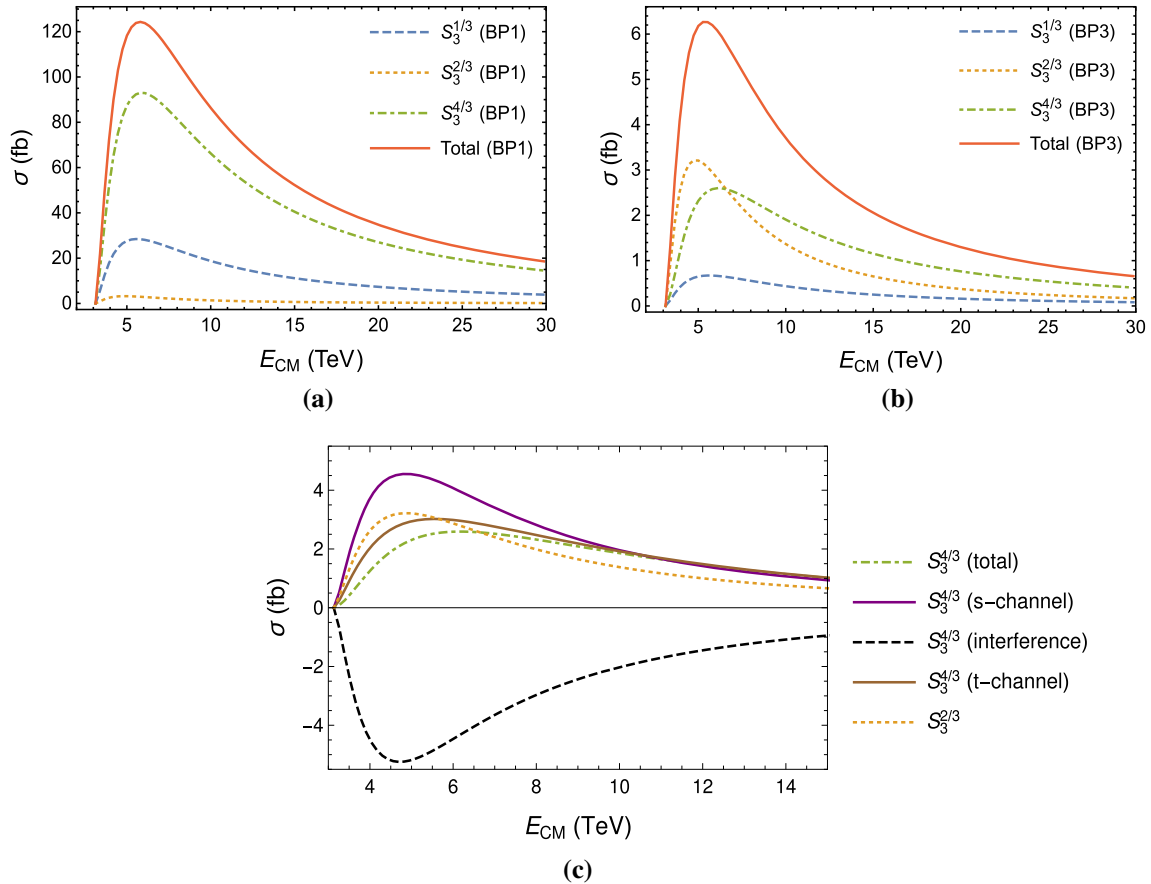 120
100
80
60
40
20
0
σ (fb)
5 10 15 20 25 30
E_CM (TeV)
S_3^{1/3} (BP1)
S_3^{2/3} (BP1)
S_3^{4/3} (BP1)
Total (BP1)
(a)
6
5
4
3
2
1
0
σ (fb)
5 10 15 20 25 30
E_CM (TeV)
S_3^{1/3} (BP3)
S_3^{2/3} (BP3)
S_3^{4/3} (BP3)
Total (BP3)
(b)
4
2
0
−2
−4
σ (fb)
4 6 8 10 12 14
E_CM (TeV)
S_3^{4/3} (total)
S_3^{4/3} (s−channel)
S_3^{4/3} (interference)
S_3^{4/3} (t−channel)
S_3^{2/3}
(c)